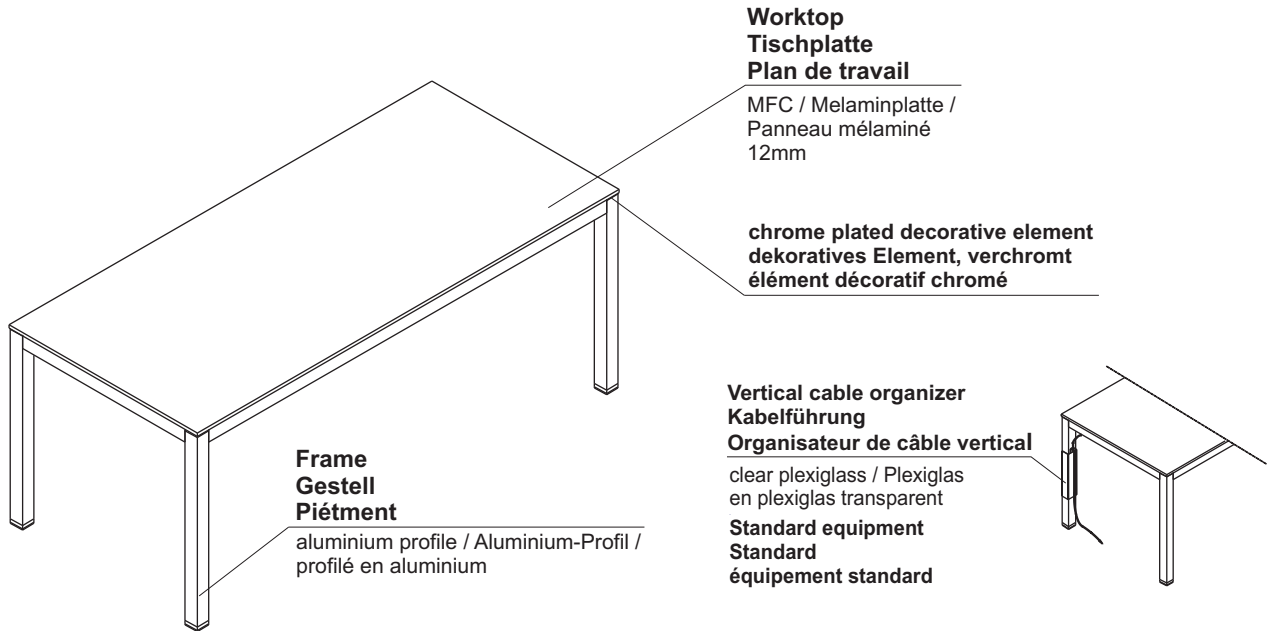 Worktop
Tischplatte
Plan de travail
MFC / Melaminplatte /
Panneau mélaminé
12mm
chrome plated decorative element
dekoratives Element, verchromt
élément décoratif chromé
Vertical cable organizer
Kabelführung
Organisateur de câble vertical
clear plexiglass / Plexiglas
en plexiglas transparent
Standard equipment
Standard
équipement standard
Frame
Gestell
Piétment
aluminium profile / Aluminium-Profil /
profilé en aluminium